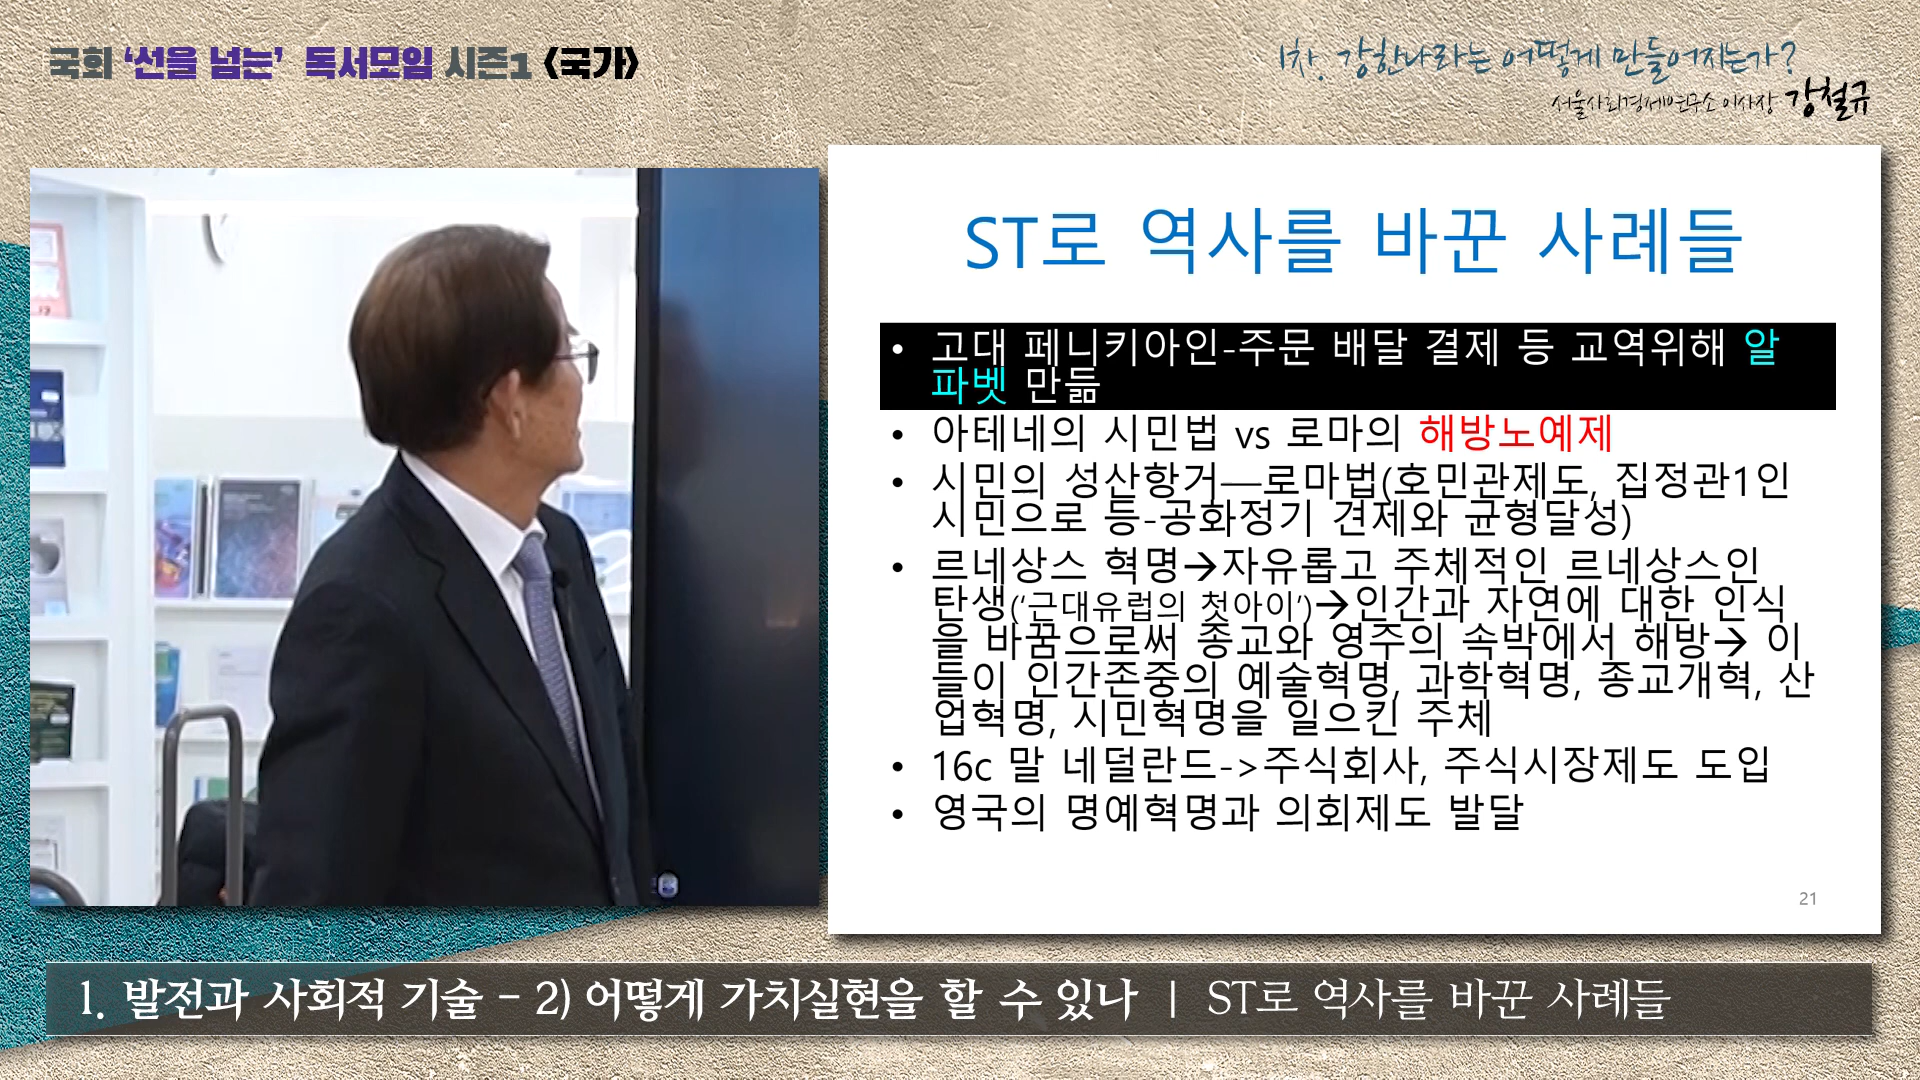 국회 ‘선을 넘는’ 독서모임 시즌1 〈국가〉
1차. 강한나라는 어떻게 만들어지는가?
서울사회경제연구소 이사장 강철규
ST로 역사를 바꾼 사례들
• 고대 페니키아인-주문 배달 결제 등 교역위해 알
파벳 만듦
• 아테네의 시민법 vs 로마의 해방노예제
• 시민의 성산항거—로마법(호민관제도, 집정관1인
시민으로 등-공화정기 견제와 균형달성)
• 르네상스 혁명→자유롭고 주체적인 르네상스인
탄생(‘근대유럽의 첫아이’)→인간과 자연에 대한 인식
을 바꿈으로써 종교와 영주의 속박에서 해방→ 이
들이 인간존중의 예술혁명, 과학혁명, 종교개혁, 산
업혁명, 시민혁명을 일으킨 주체
• 16c 말 네덜란드->주식회사, 주식시장제도 도입
• 영국의 명예혁명과 의회제도 발달
21
1. 발전과 사회적 기술 - 2) 어떻게 가치실현을 할 수 있나 | ST로 역사를 바꾼 사례들